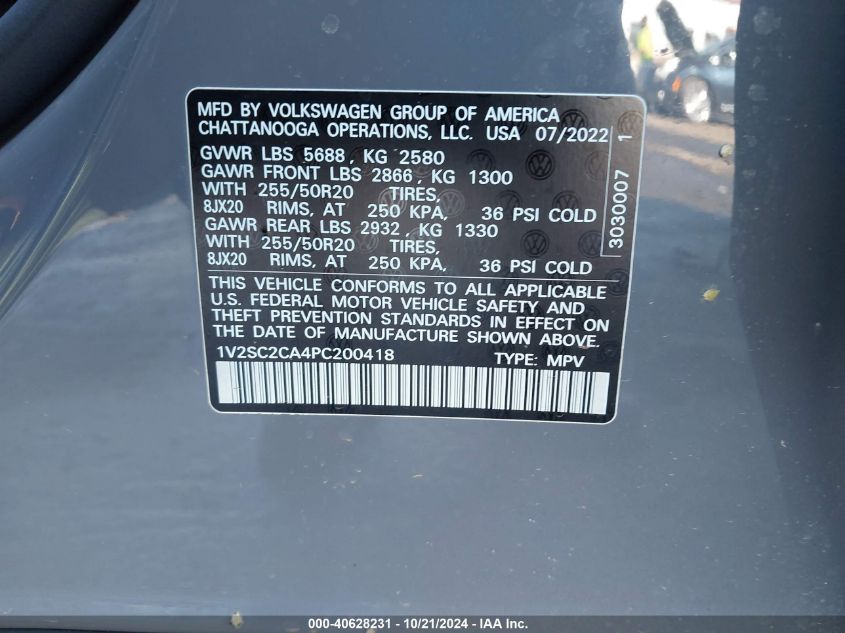 MFD BY VOLKSWAGEN GROUP OF AMERICA
CHATTANOOGA OPERATIONS, LLC. USA 07/2022
GVWR LBS 5688, KG 2580
GAWR FRONT LBS 2866, KG 1300
WITH 255/50R20 TIRES,
8JX20 RIMS, AT 250 KPA, 36 PSI COLD
GAWR REAR LBS 2932, KG 1330
WITH 255/50R20 TIRES,
8JX20 RIMS, AT 250 KPA, 36 PSI COLD
THIS VEHICLE CONFORMS TO ALL APPLICABLE
U.S. FEDERAL MOTOR VEHICLE SAFETY AND
THEFT PREVENTION STANDARDS IN EFFECT ON
THE DATE OF MANUFACTURE SHOWN ABOVE.
1V2SC2CA4PC200418 TYPE: MPV
3030007 1
000-40628231 - 10/21/2024 - IAA Inc.